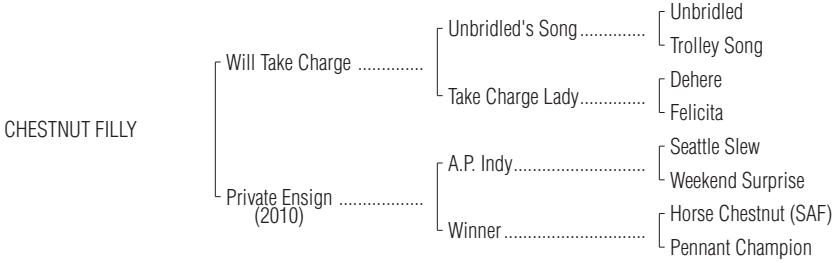 Unbridled
Unbridled's Song..............
Trolley Song
Will Take Charge ..............
Dehere
Take Charge Lady..............
Felicita
CHESTNUT FILLY
Seattle Slew
A.P. Indy............................
Weekend Surprise
Private Ensign ..................
(2010)
Horse Chestnut (SAF)
Winner..............................
Pennant Champion